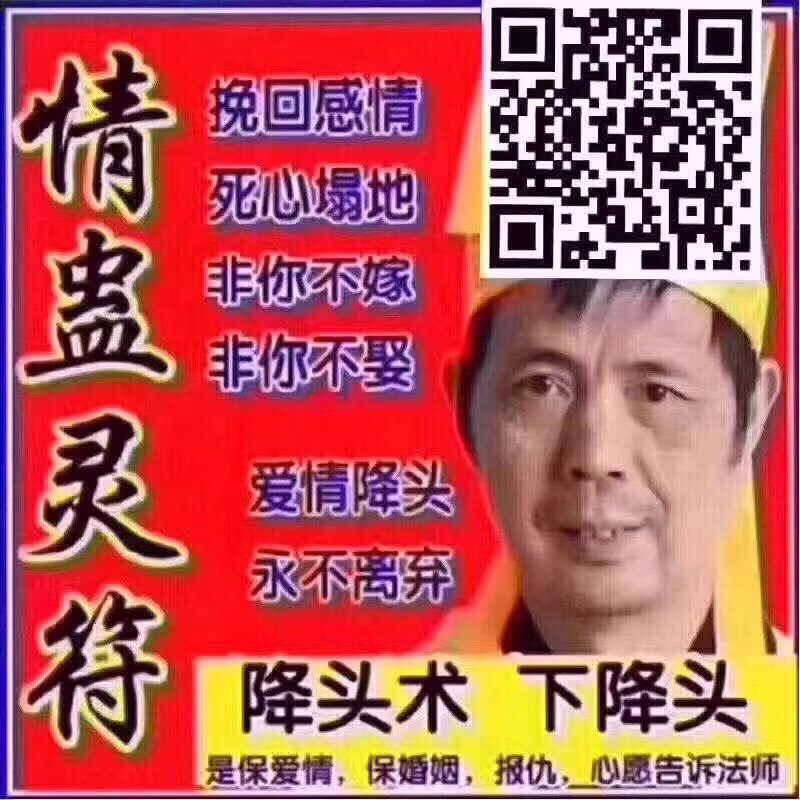 情蛊灵符
挽回感情
死心塌地
非你不嫁
非你不娶
爱情降头
永不离弃
降头术 下降头
是保爱情，保婚姻，报仇，心愿告诉法师